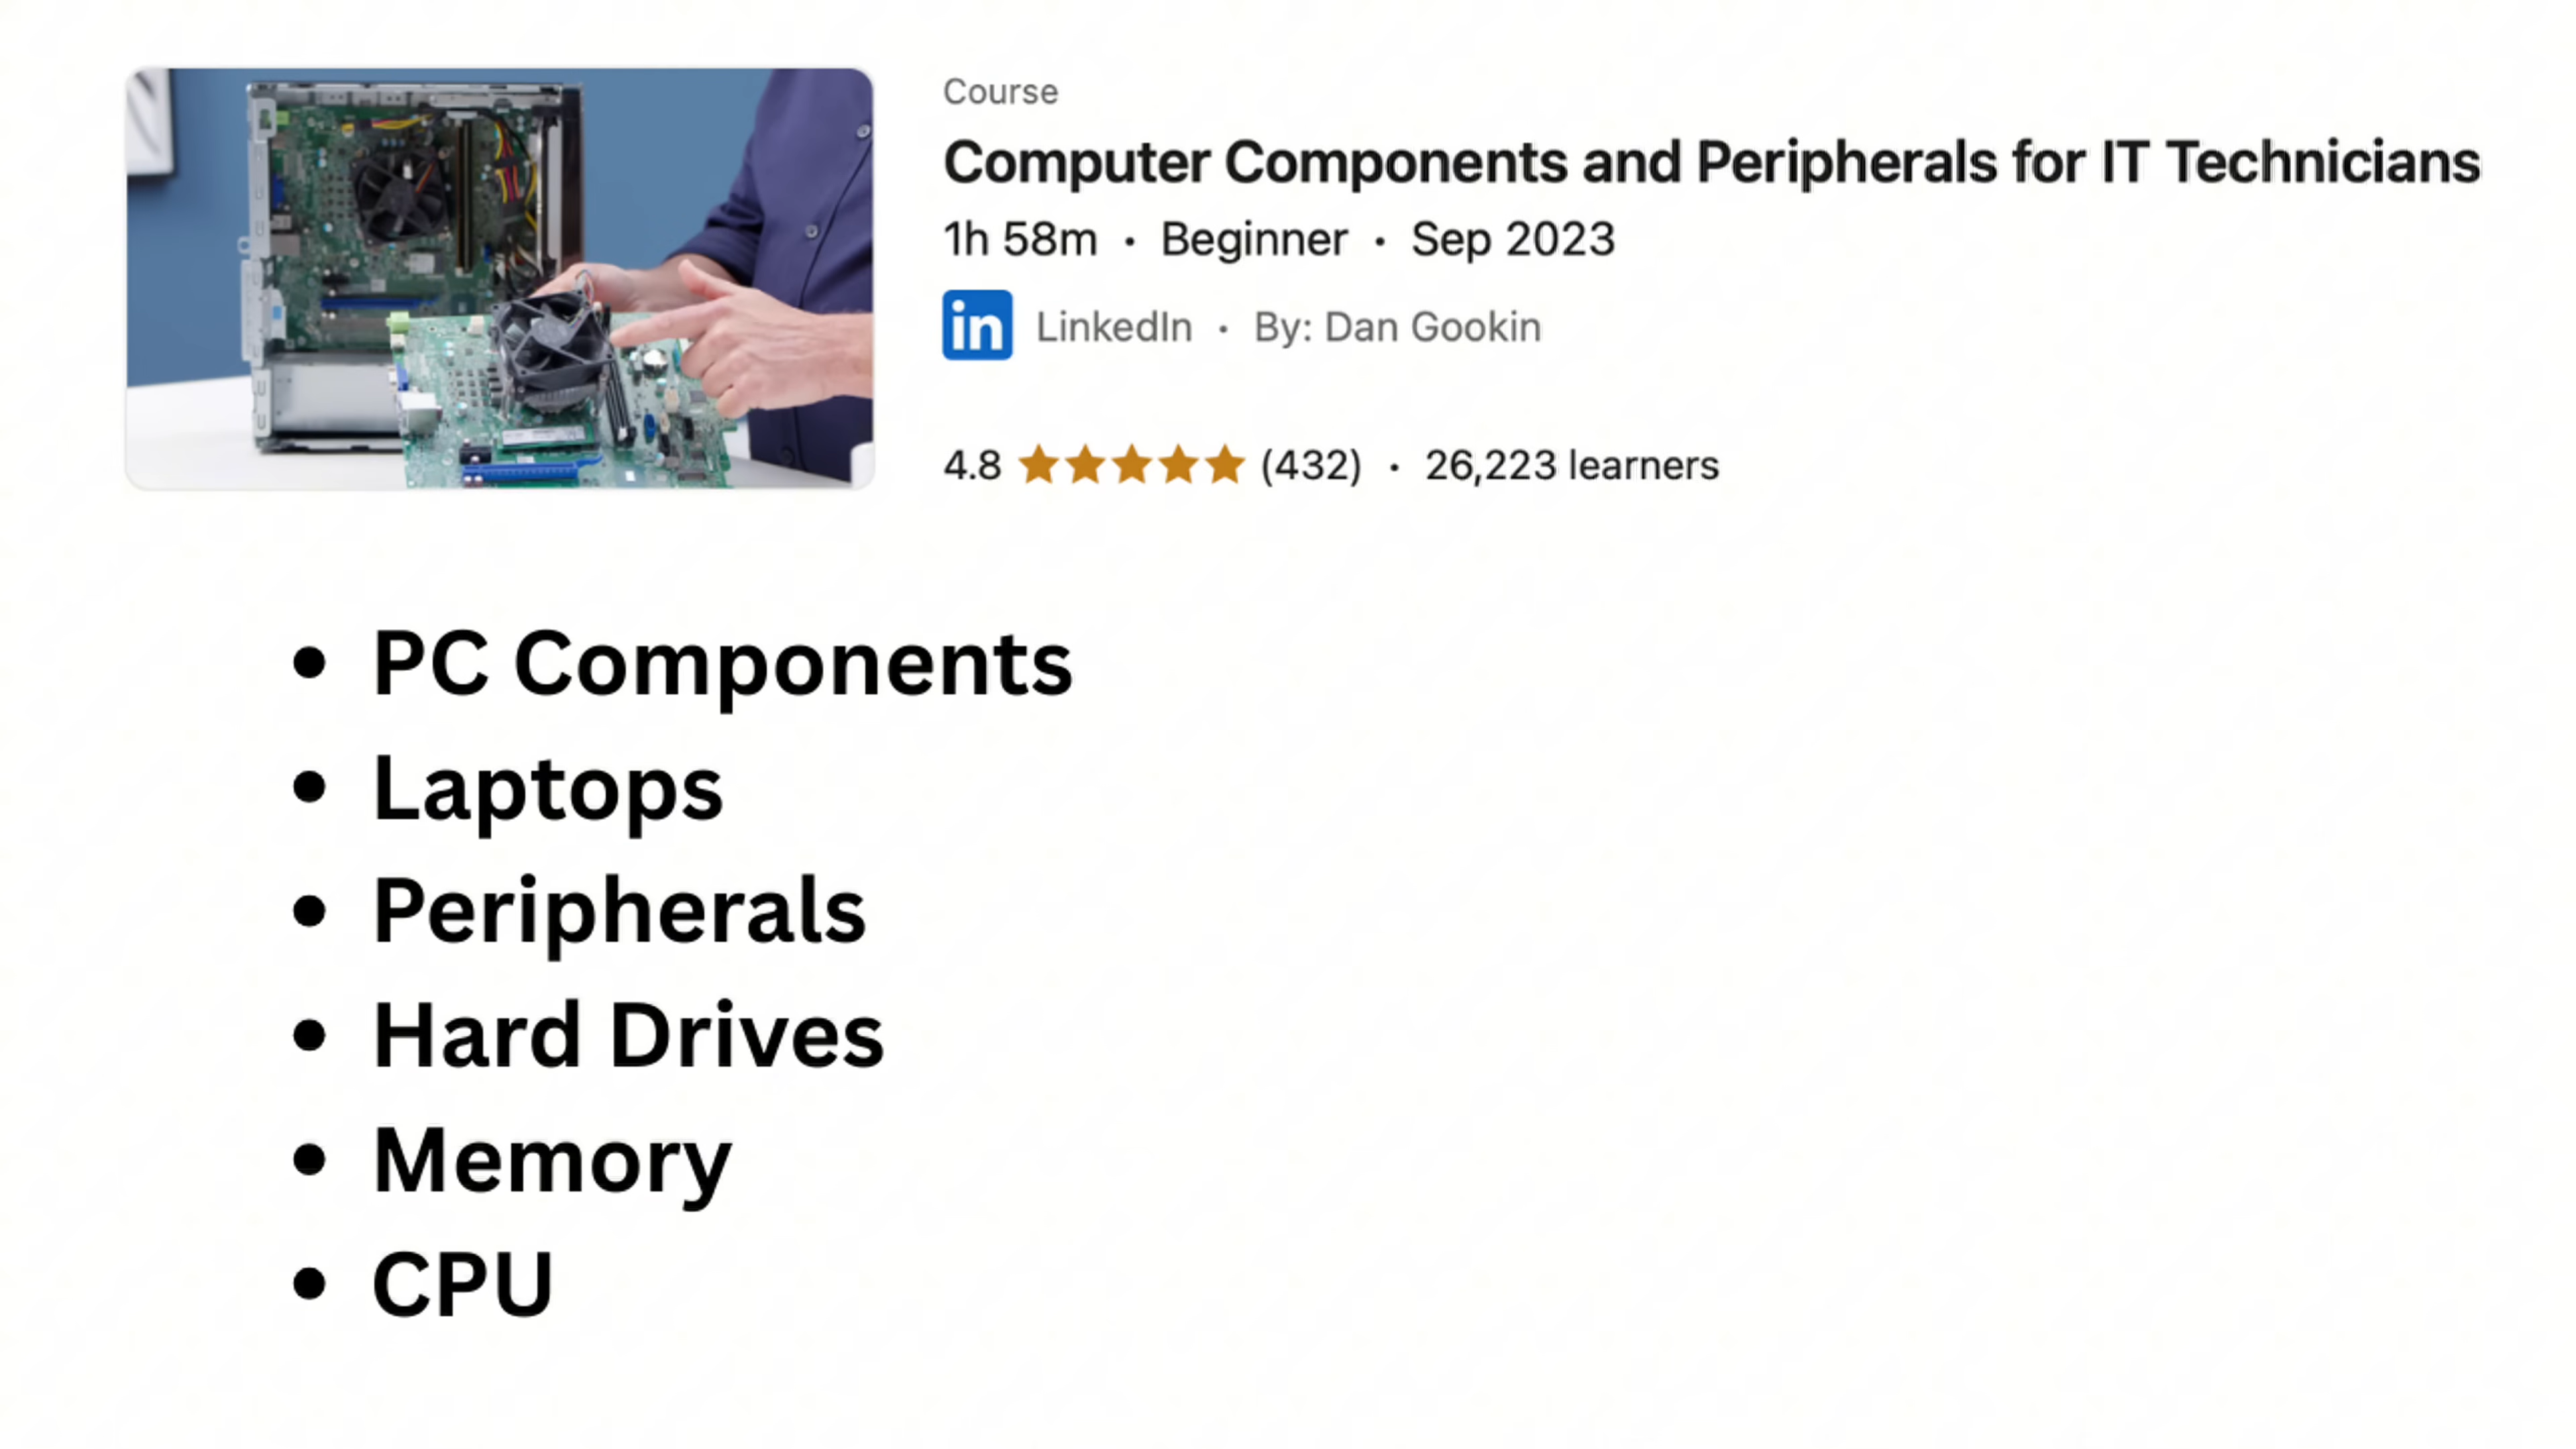 Course
Computer Components and Peripherals for IT Technicians
1h 58m · Beginner · Sep 2023
in LinkedIn · By: Dan Gookin
4.8 ★★★★★ (432) · 26,223 learners
• PC Components
• Laptops
• Peripherals
• Hard Drives
• Memory
• CPU